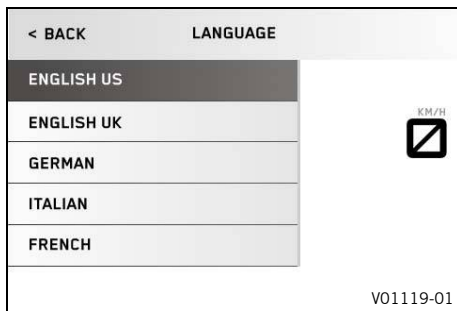 < BACK LANGUAGE
ENGLISH US
KM/H
ENGLISH UK
GERMAN
ITALIAN
FRENCH
V01119-01